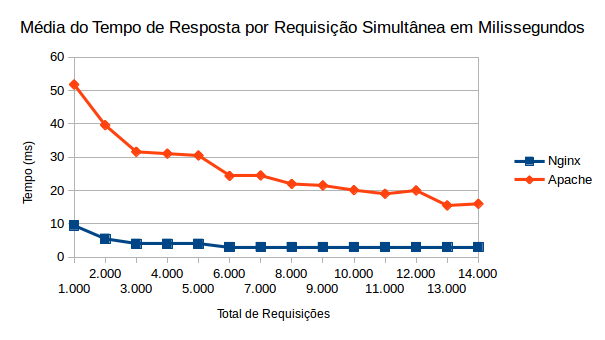 Média do Tempo de Resposta por Requisição Simultânea em Milissegundos
60
50
40
30
20
10
0
Tempo (ms)
2.000 4.000 6.000 8.000 10.000 12.000 14.000
1.000 3.000 5.000 7.000 9.000 11.000 13.000
Total de Requisições
Nginx
Apache